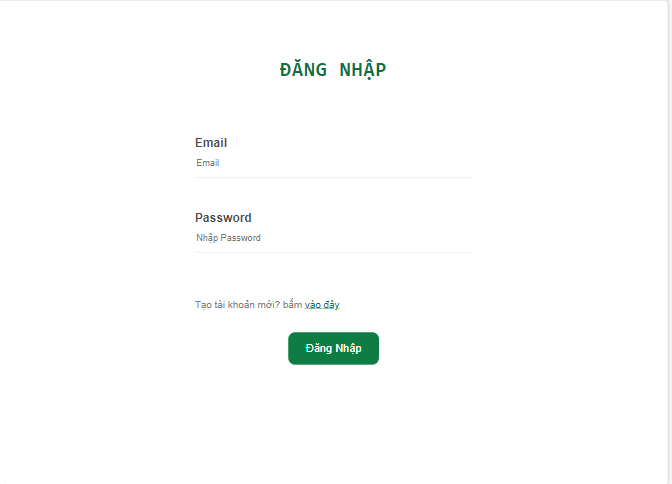 ĐĂNG NHẬP
Email
Email
Password
Nhập Password
Tạo tài khoản mới? bấm vào đây
Đăng Nhập